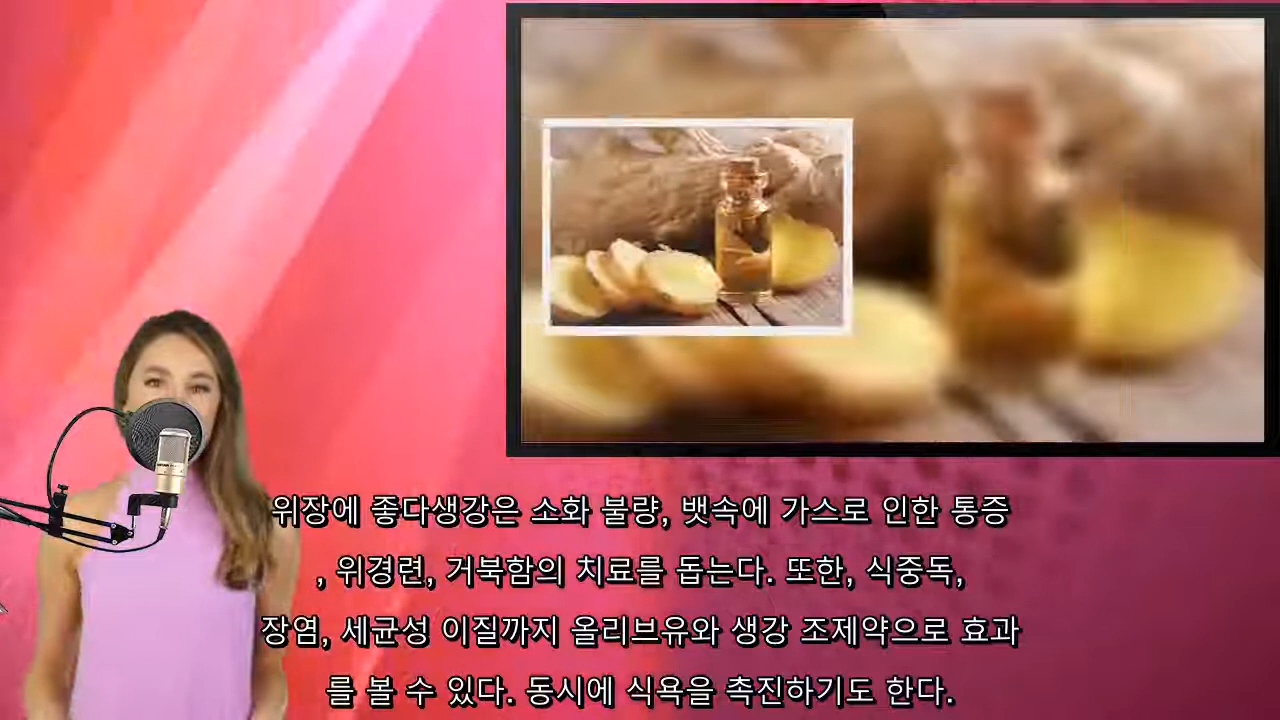 위장에 좋다생강은 소화 불량, 뱃속에 가스로 인한 통증
, 위경련, 거북함의 치료를 돕는다. 또한, 식중독,
장염, 세균성 이질까지 올리브유와 생강 조제약으로 효과
를 볼 수 있다. 동시에 식욕을 촉진하기도 한다.